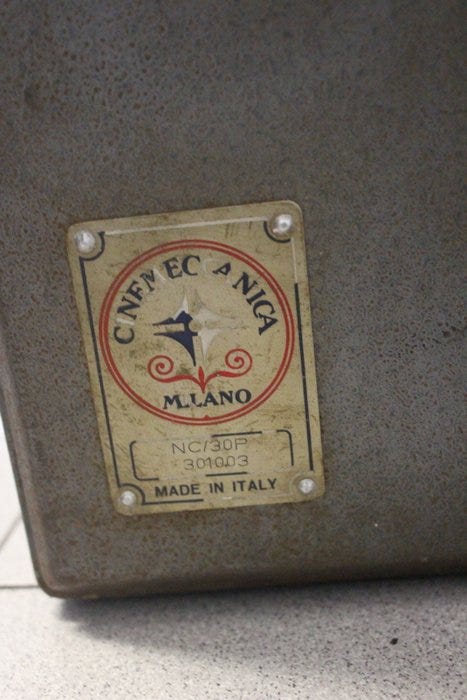 CINEMECCANICA
MILANO
NC/30P
301003
MADE IN ITALY